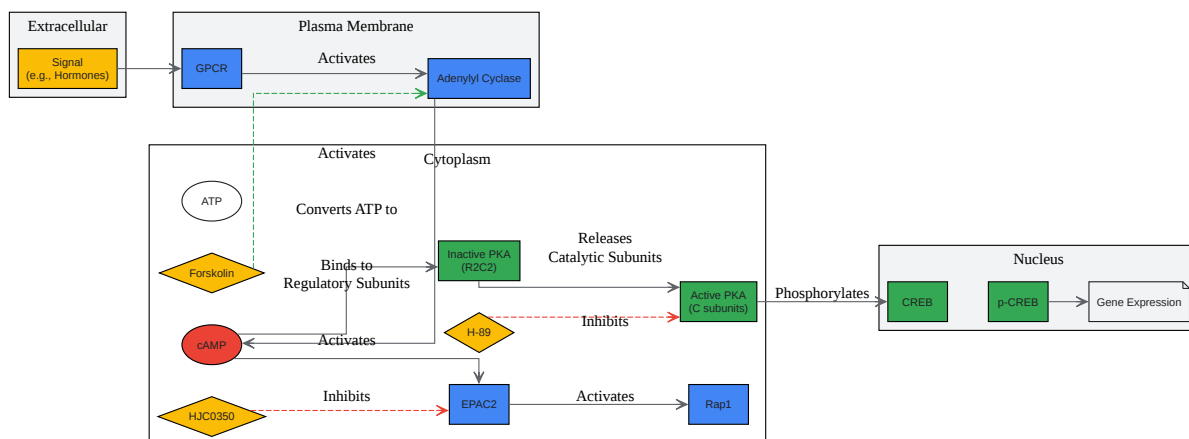 Extracellular
Plasma Membrane
Signal
(e.g., Hormones)
GPCR
Activates
Adenylyl Cyclase
Activates
Cytoplasm
ATP
Converts ATP to
Forskolin
Binds to
Regulatory Subunits
Inactive PKA
(R2C2)
Releases
Catalytic Subunits
Active PKA
(C subunits)
Phosphorylates
Nucleus
CREB
p-CREB
Gene Expression
cAMP
Activates
H-89
Inhibits
HJC0350
Inhibits
EPAC2
Activates
Rap1